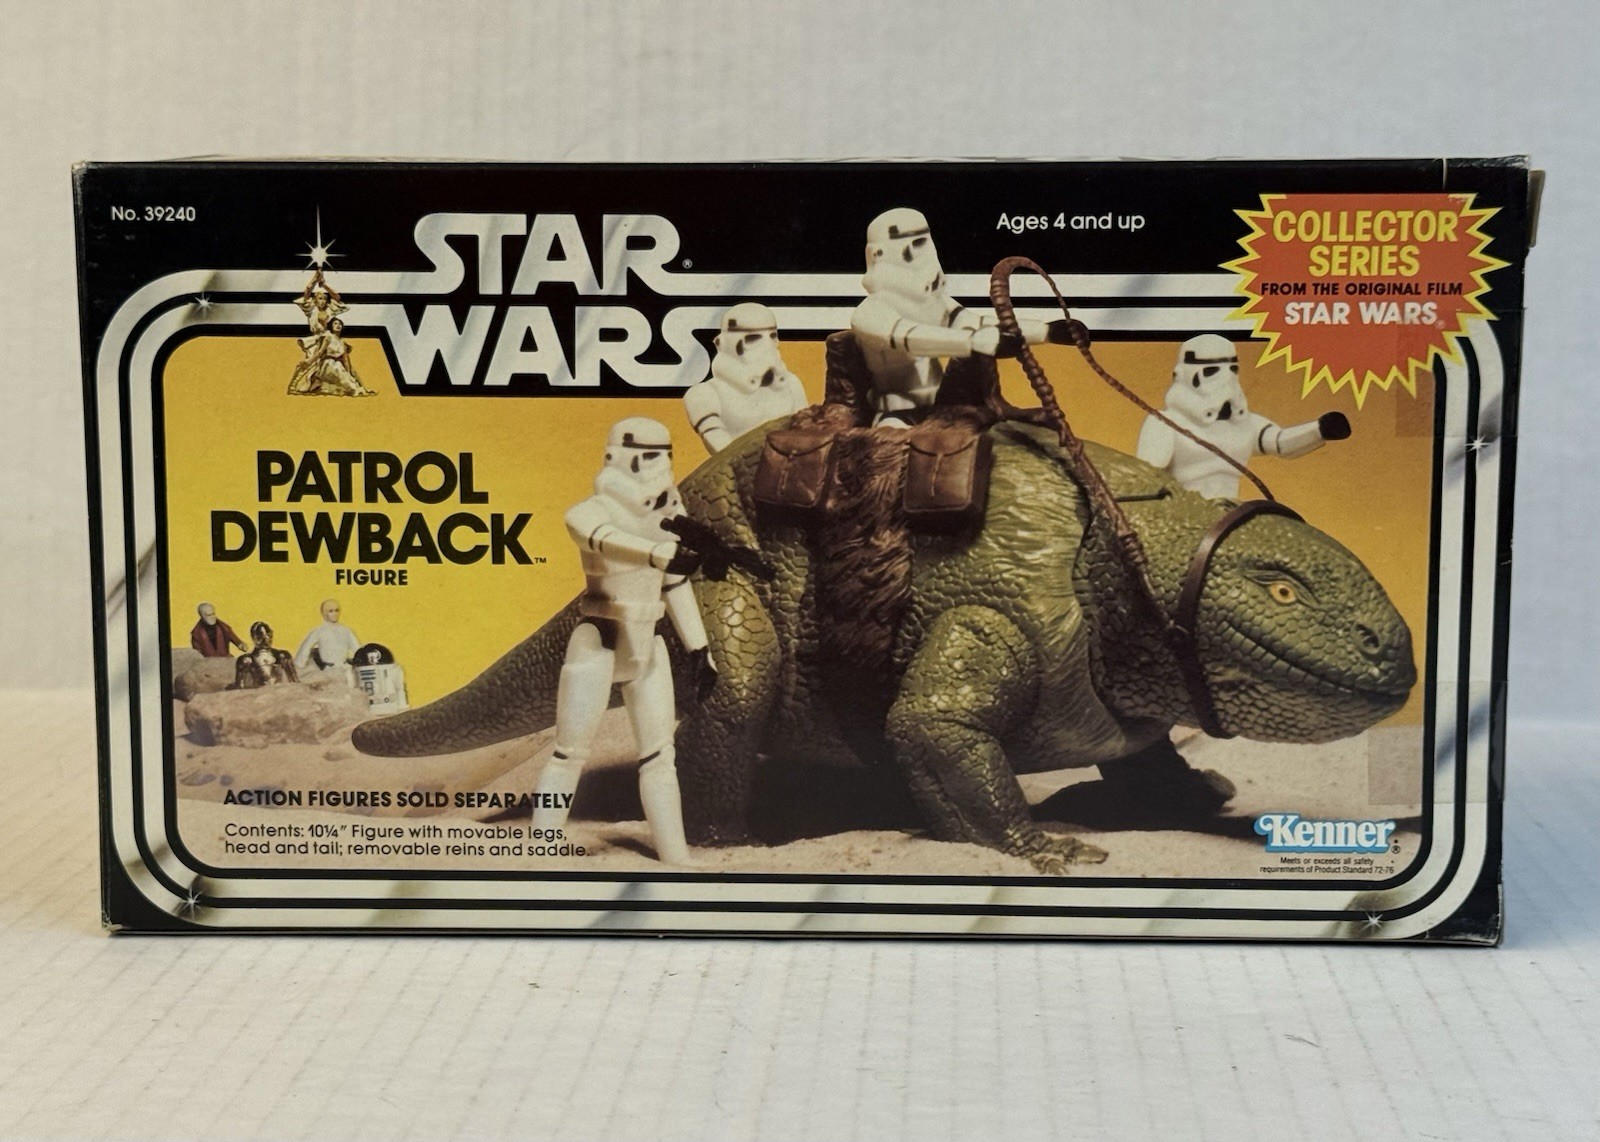 No. 39240
STAR®
WARS
Ages 4 and up
COLLECTOR
SERIES
FROM THE ORIGINAL FILM
STAR WARS®
PATROL
DEWBACK™
FIGURE
ACTION FIGURES SOLD SEPARATELY
Contents: 10¼" Figure with movable legs,
head and tail; removable reins and saddle.
Kenner®
Meets or exceeds all safety
requirements of Product Standard 72-76